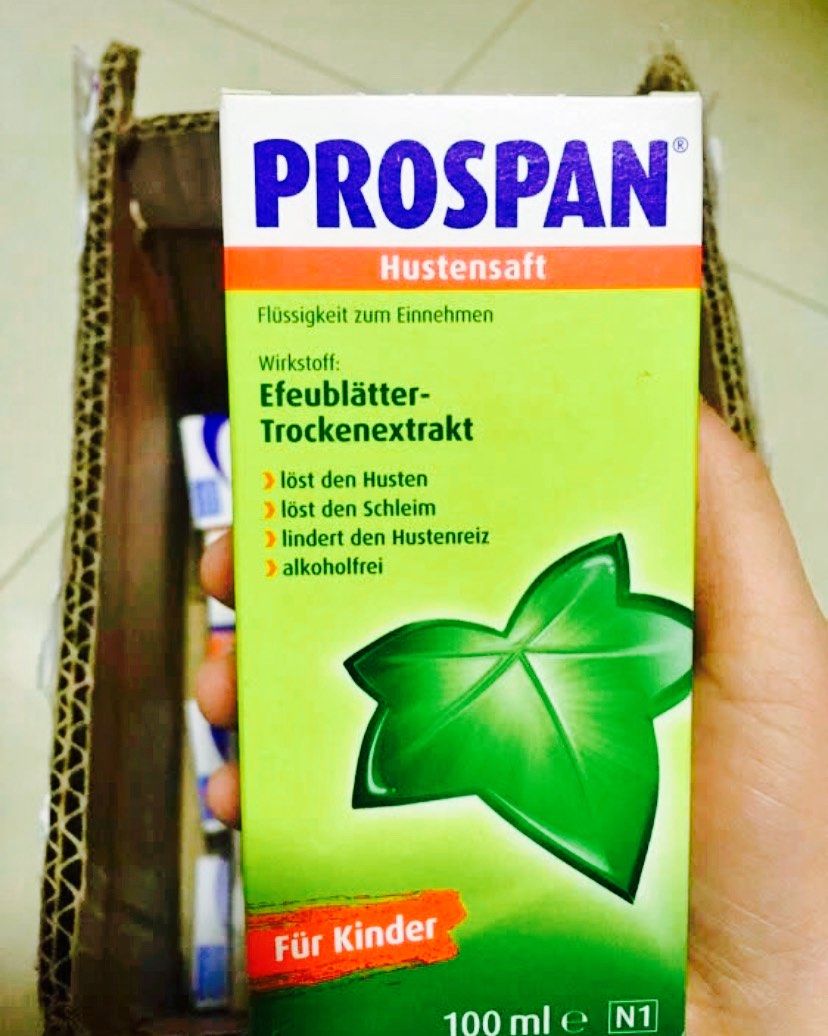 PROSPAN®
Hustensaft
Flüssigkeit zum Einnehmen
Wirkstoff:
Efeublätter-
Trockenextrakt
löst den Husten
löst den Schleim
lindert den Hustenreiz
alkoholfrei
Für Kinder
100 ml e N1